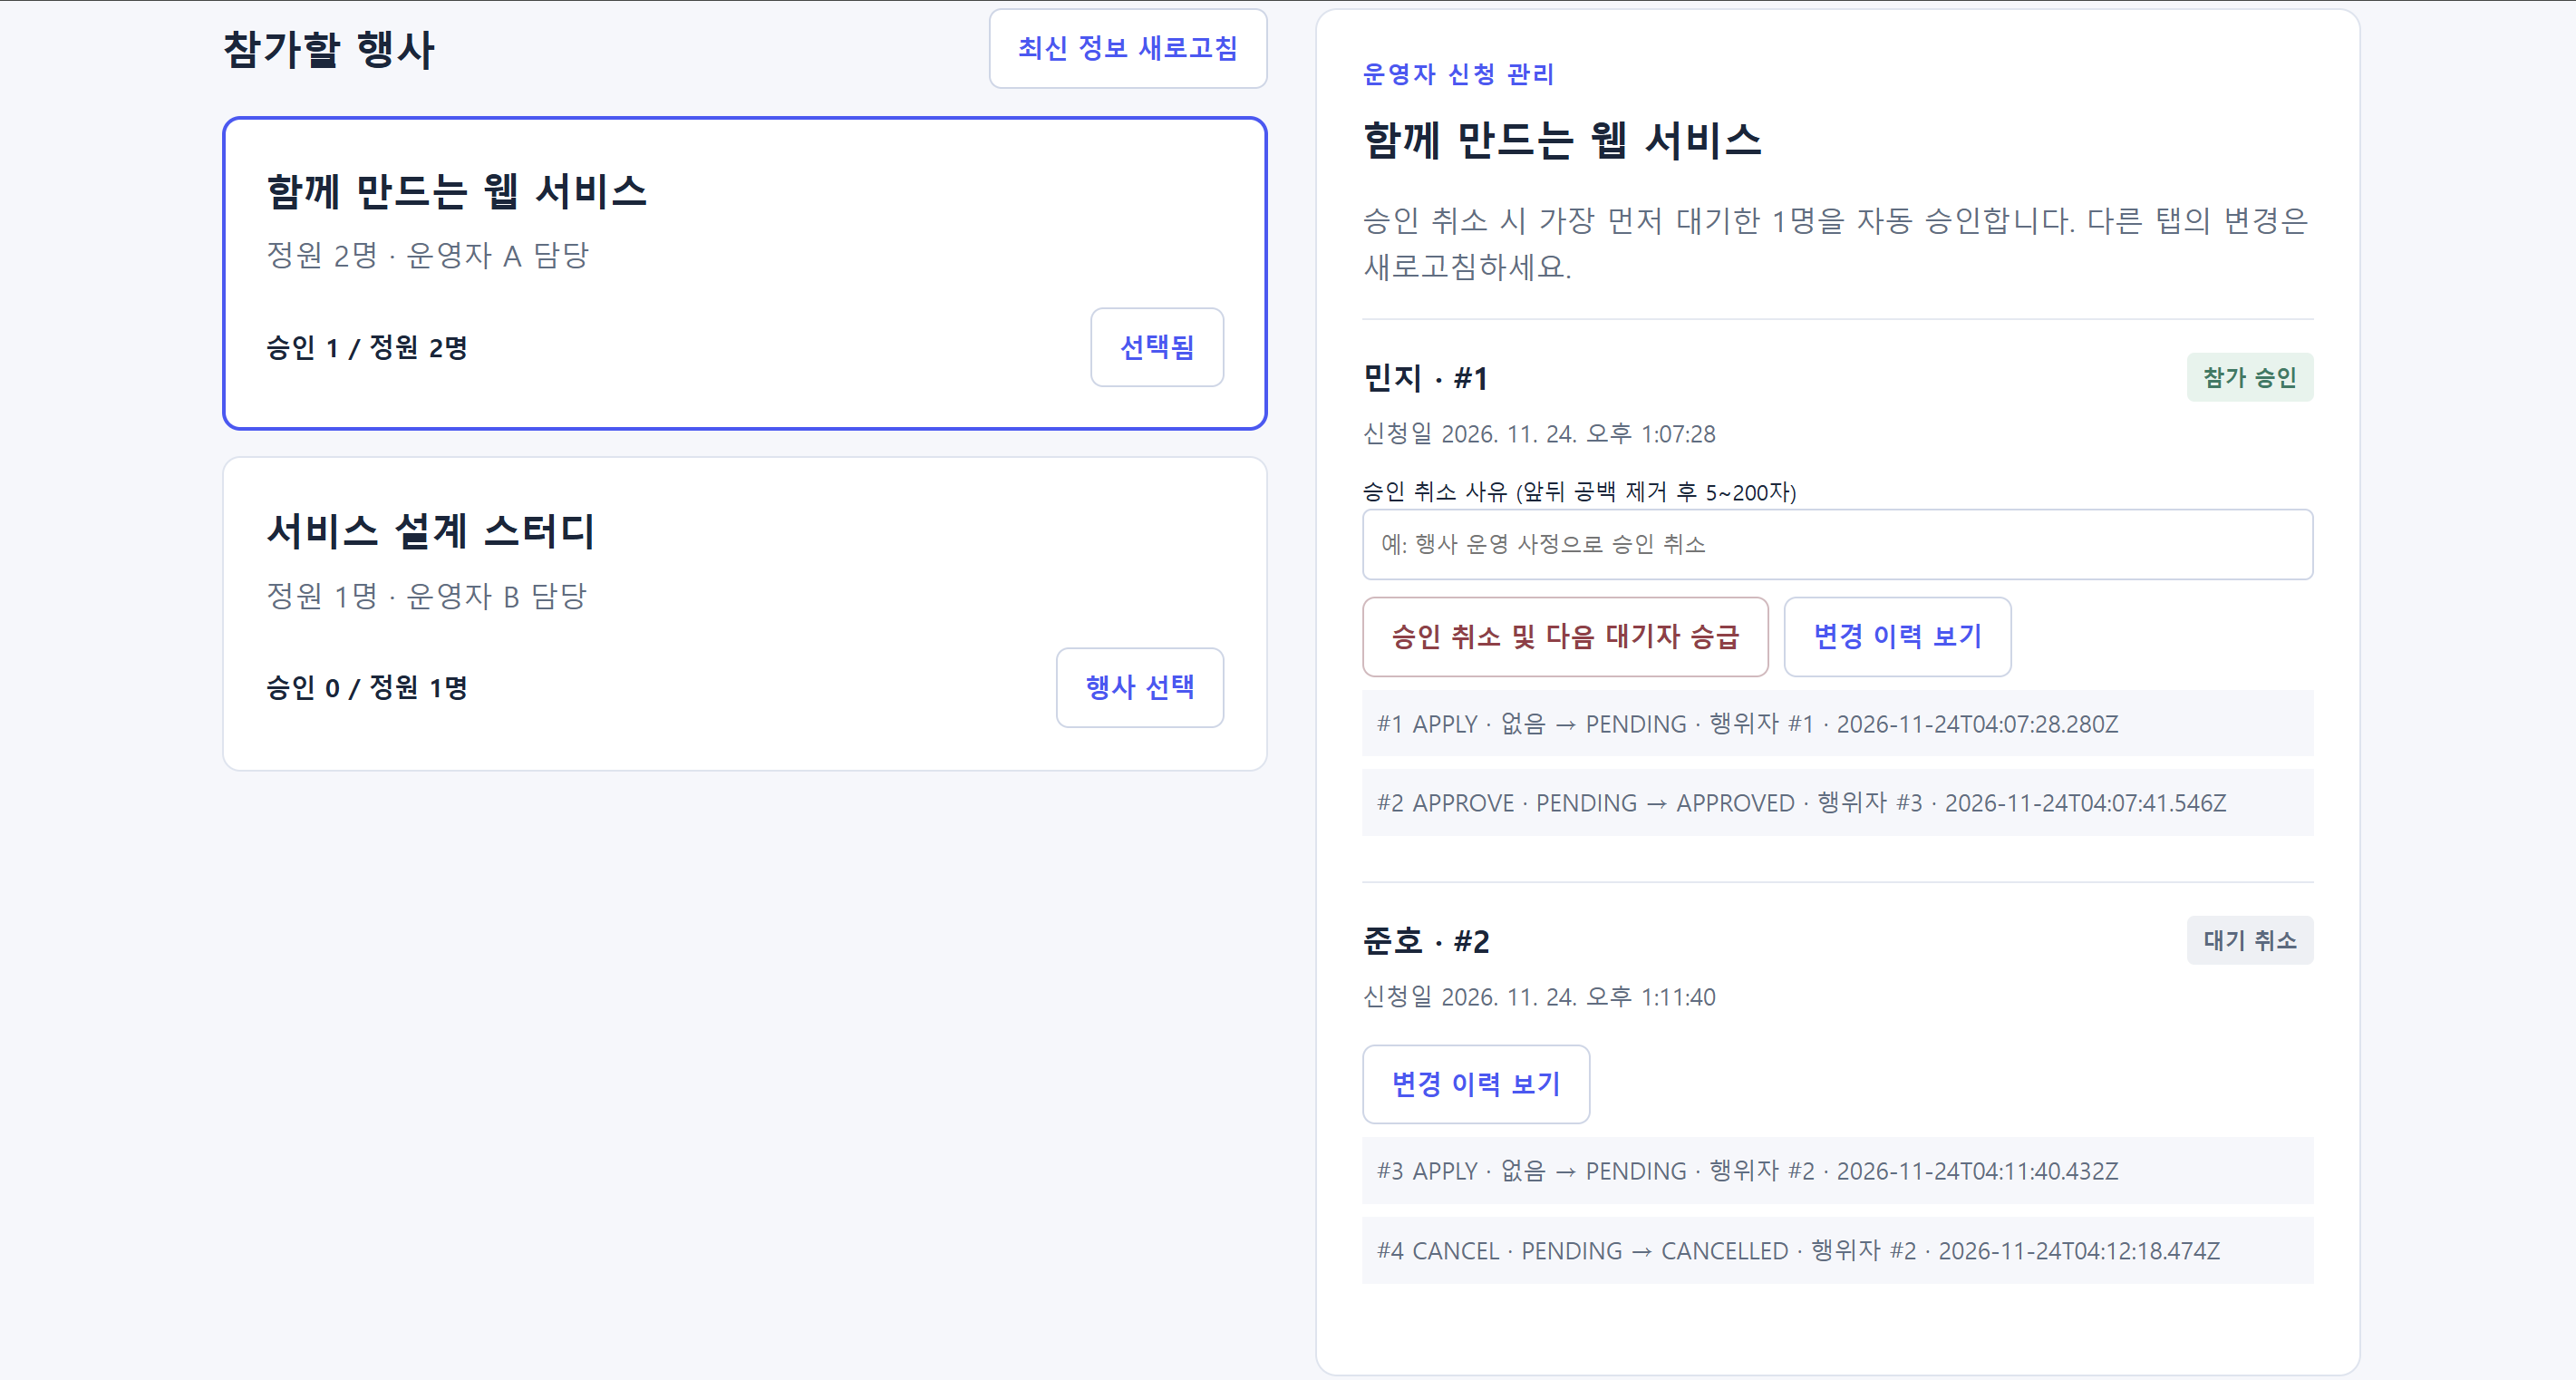 참가할 행사
최신 정보 새로고침
함께 만드는 웹 서비스
정원 2명 · 운영자 A 담당
승인 1 / 정원 2명
선택됨
서비스 설계 스터디
정원 1명 · 운영자 B 담당
승인 0 / 정원 1명
행사 선택
운영자 신청 관리
함께 만드는 웹 서비스
승인 취소 시 가장 먼저 대기한 1명을 자동 승인합니다. 다른 탭의 변경은
새로고침하세요.
민지 · #1
참가 승인
신청일 2026. 11. 24. 오후 1:07:28
승인 취소 사유 (앞뒤 공백 제거 후 5~200자)
예: 행사 운영 사정으로 승인 취소
승인 취소 및 다음 대기자 승급
변경 이력 보기
#1 APPLY · 없음 → PENDING · 행위자 #1 · 2026-11-24T04:07:28.280Z
#2 APPROVE · PENDING → APPROVED · 행위자 #3 · 2026-11-24T04:07:41.546Z
준호 · #2
대기 취소
신청일 2026. 11. 24. 오후 1:11:40
변경 이력 보기
#3 APPLY · 없음 → PENDING · 행위자 #2 · 2026-11-24T04:11:40.432Z
#4 CANCEL · PENDING → CANCELLED · 행위자 #2 · 2026-11-24T04:12:18.474Z